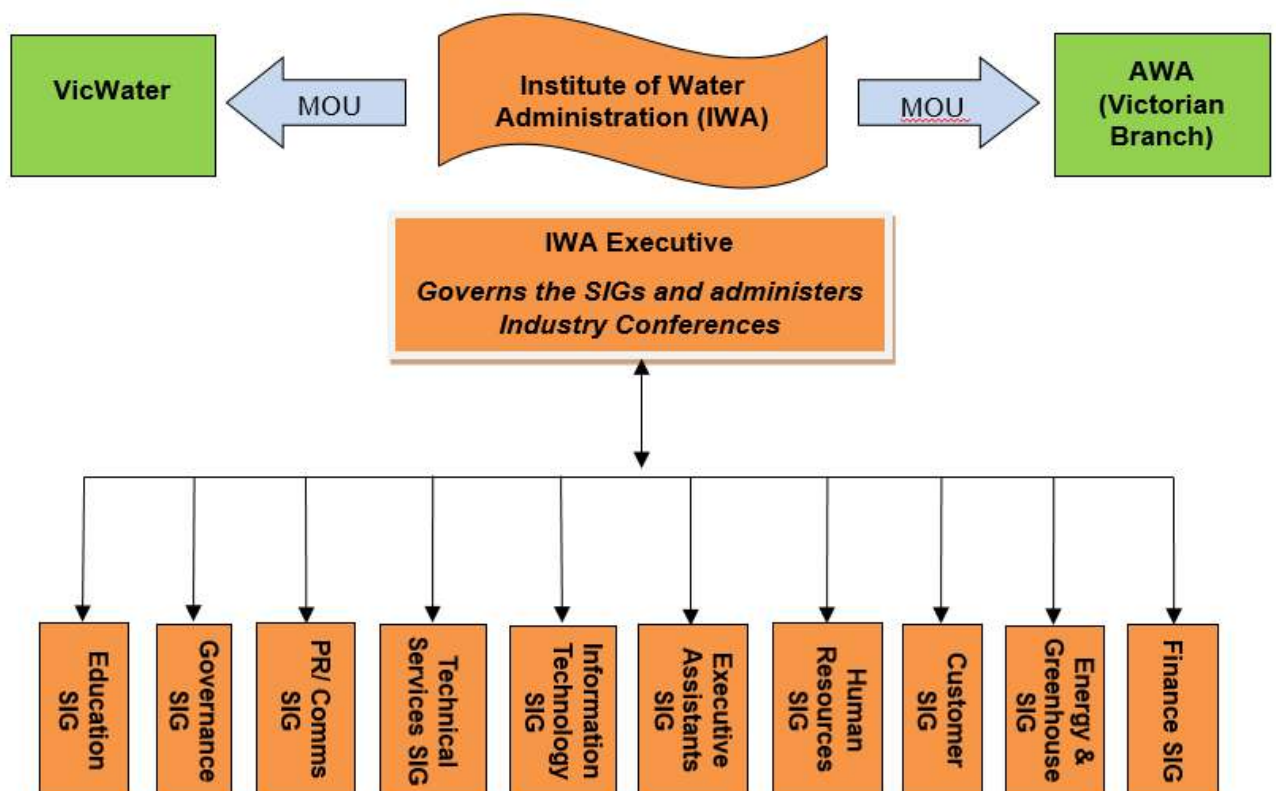 VicWater
MOU
Institute of Water
Administration (IWA)
MOU
AWA
(Victorian
Branch)
IWA Executive
Governs the SIGs and administers
Industry Conferences
Education
SIG
Governance
SIG
PR/ Comms
SIG
Technical
Services SIG
Information
Technology
SIG
Executive
Assistants
SIG
Human
Resources
SIG
Customer
SIG
Energy &
Greenhouse
SIG
Finance SIG